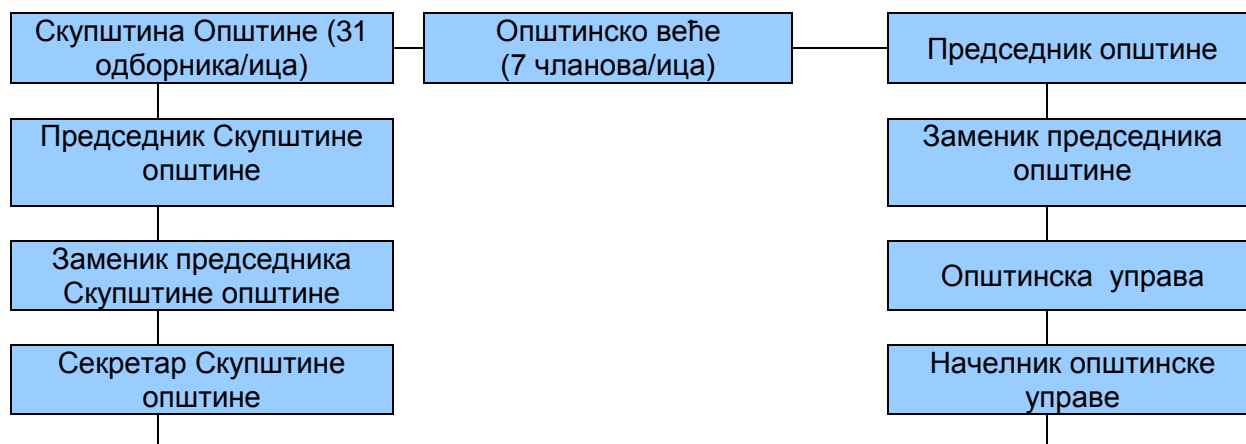 Скупштина Општине (31
одборника/ица)
Општинско веће
(7 чланова/ица)
Председник општине
Председник Скупштине
општине
Заменик председника
општине
Заменик председника
Скупштине општине
Општинска управа
Секретар Скупштине
општине
Начелник општинске
управе